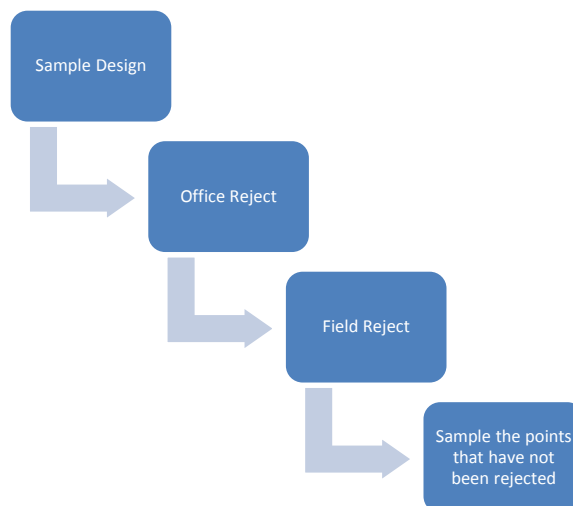 Sample Design
Office Reject
Field Reject
Sample the points
that have not
been rejected